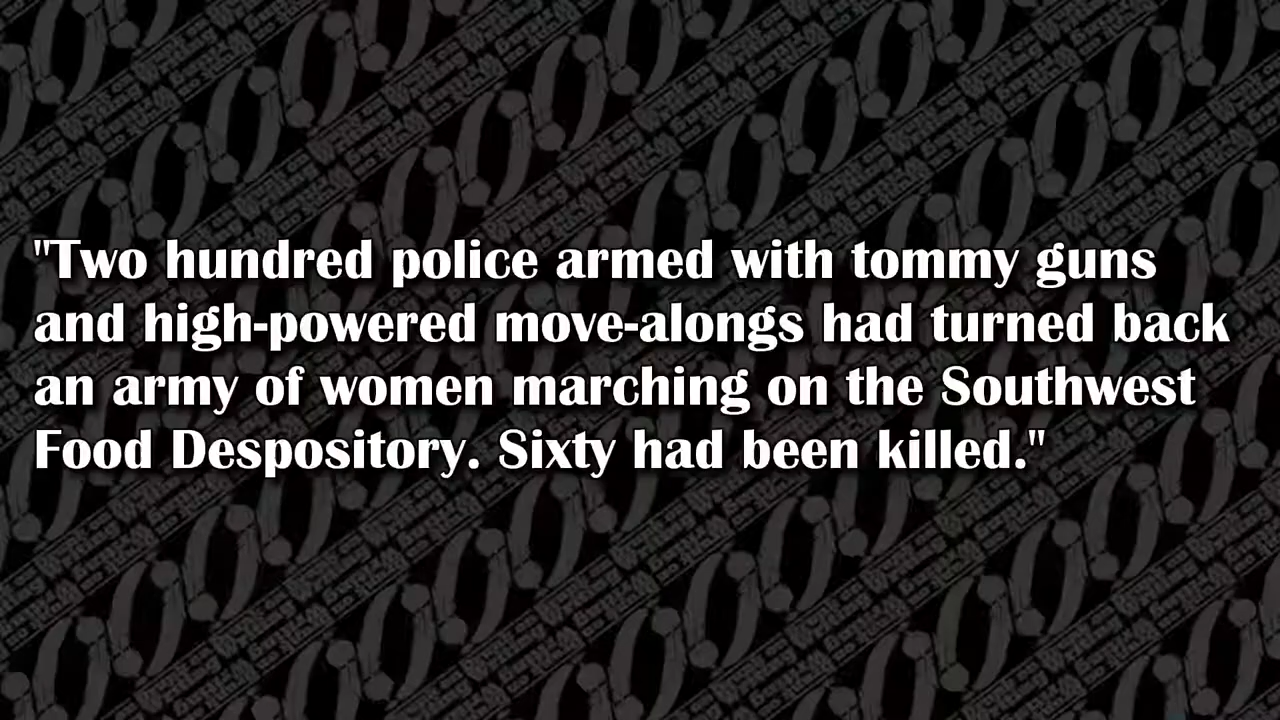 "Two hundred police armed with tommy guns
and high-powered move-alongs had turned back
an army of women marching on the Southwest
Food Despository. Sixty had been killed."